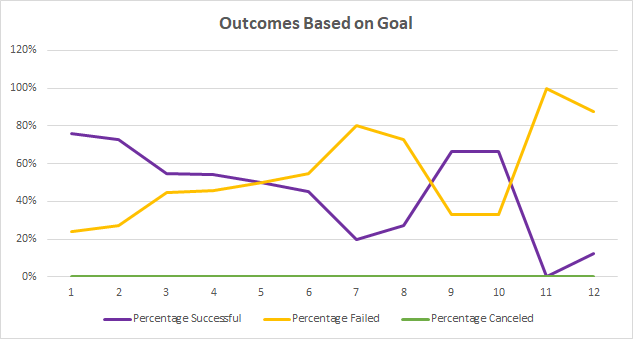 Outcomes Based on Goal
120%
100%
80%
60%
40%
20%
0%
1 2 3 4 5 6 7 8 9 10 11 12
Percentage Successful Percentage Failed Percentage Canceled